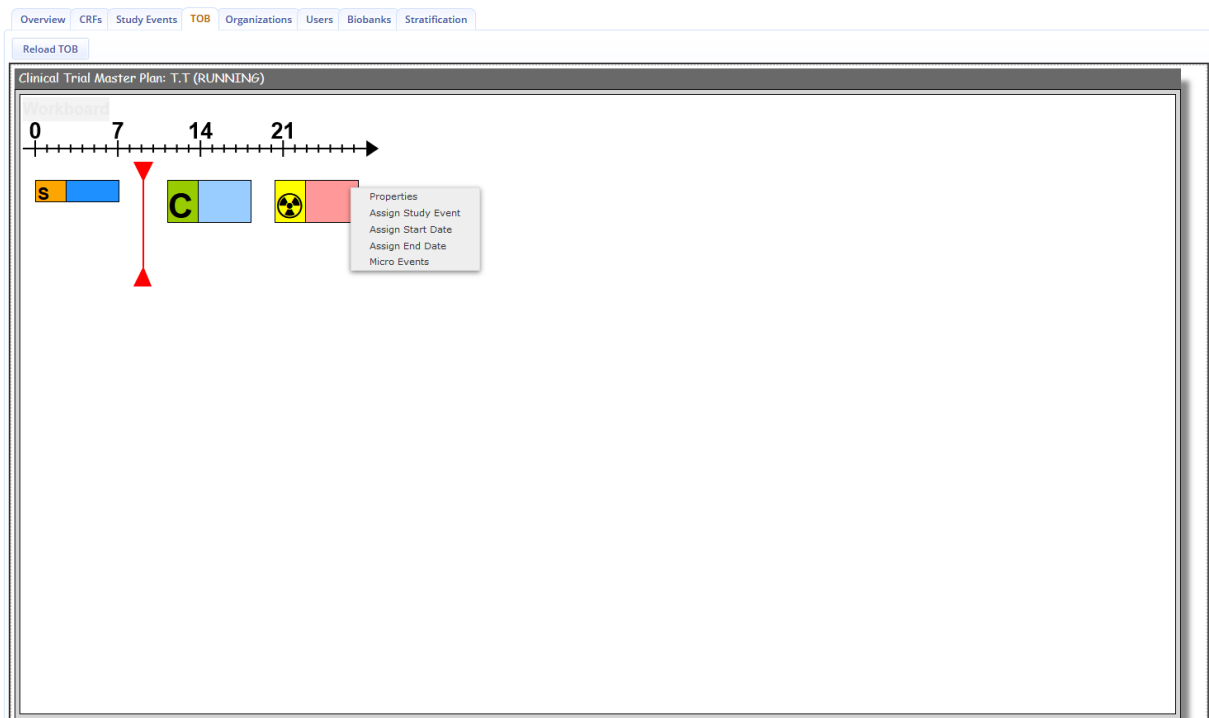 Overview CRFs Study Events TOB Organizations Users Biobanks Stratification
Reload TOB
Clinical Trial Master Plan: T.T (RUNNING)
Workboard
0 7 14 21
S C
Properties
Assign Study Event
Assign Start Date
Assign End Date
Micro Events